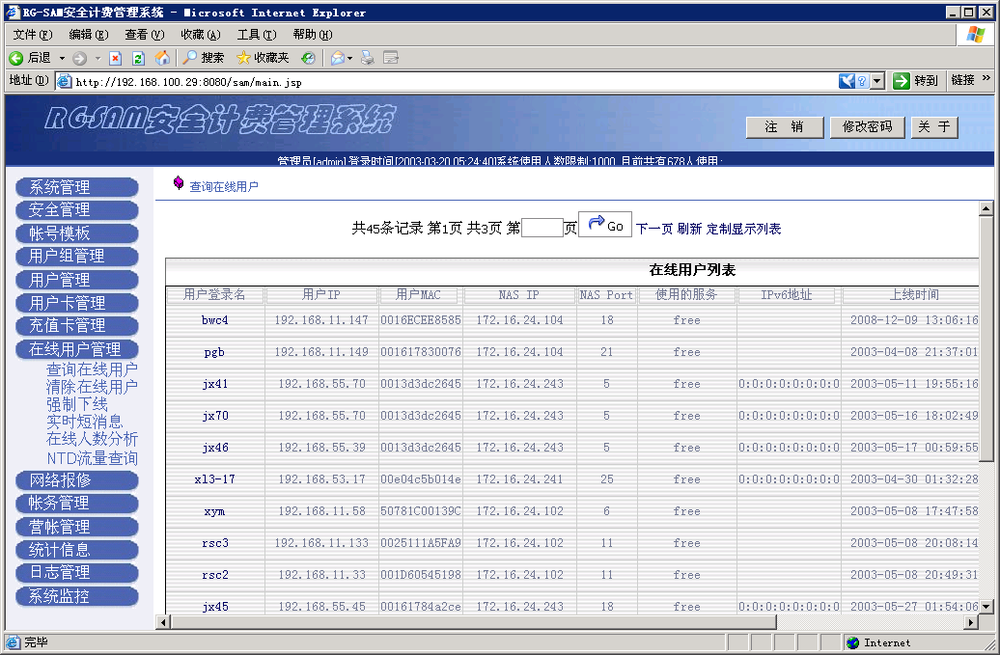 RG-SAM安全计费管理系统 - Microsoft Internet Explorer
文件(F) 编辑(E) 查看(V) 收藏(A) 工具(T) 帮助(H)
后退 搜索 收藏夹
地址(D) http://192.168.100.29:8080/sam/main.jsp 转到 链接 »
RG-SAM安全计费管理系统
注 销 修改密码 关 于
管理员[admin] 登录时间[2003-03-20 05:24:40]系统使用人数限制:1000 目前共有678人使用:
系统管理
安全管理
帐号模板
用户组管理
用户管理
用户卡管理
充值卡管理
在线用户管理
查询在线用户
清除在线用户
强制下线
实时短消息
在线人数分析
NTD流量查询
网络报修
帐务管理
营帐管理
统计信息
日志管理
系统监控
查询在线用户
共45条记录 第1页 共3页 第 页 Go 下一页 刷新 定制显示列表
在线用户列表
用户登录名 用户IP 用户MAC NAS IP NAS Port 使用的服务 IPv6地址 上线时间
bwc4 192.168.11.147 0016ECEE8585 172.16.24.104 18 free 2008-12-09 13:06:16
pgb 192.168.11.149 001617830076 172.16.24.104 21 free 2003-04-08 21:37:01
jx41 192.168.55.70 0013d3dc2645 172.16.24.243 5 free 0:0:0:0:0:0:0:0 2003-05-11 19:55:16
jx70 192.168.55.70 0013d3dc2645 172.16.24.243 5 free 0:0:0:0:0:0:0:0 2003-05-16 18:02:49
jx46 192.168.55.39 0013d3dc2645 172.16.24.243 5 free 0:0:0:0:0:0:0:0 2003-05-17 00:59:55
xl3-17 192.168.53.17 00e04c5b014e 172.16.24.241 25 free 0:0:0:0:0:0:0:0 2003-04-30 01:32:28
xym 192.168.11.58 50781C00139C 172.16.24.102 6 free 2003-05-08 17:47:58
rsc3 192.168.11.133 0025111A5FA9 172.16.24.102 11 free 2003-05-08 20:08:14
rsc2 192.168.11.33 001D60545198 172.16.24.102 11 free 2003-05-08 20:49:31
jx45 192.168.55.45 00161784a2ce 172.16.24.243 18 free 0:0:0:0:0:0:0:0 2003-05-27 01:54:06
完毕 Internet